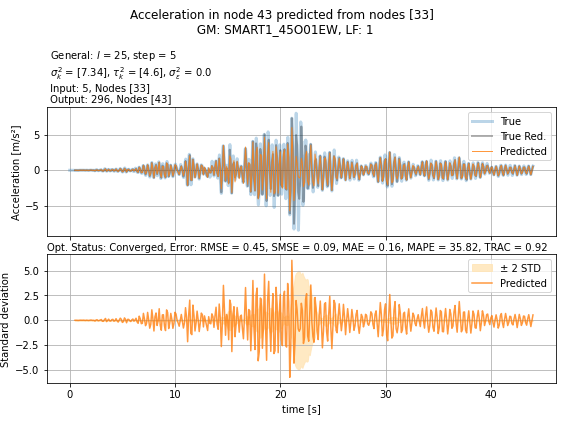 Acceleration in node 43 predicted from nodes [33]
GM: SMART1_45O01EW, LF: 1
General: l = 25, step = 5
σ²ₖ = [7.34], τ²ₖ = [4.6], σ²ε = 0.0
Input: 5, Nodes [33]
Output: 296, Nodes [43]
Acceleration [m/s²]
5
0
−5
True
True Red.
Predicted
Opt. Status: Converged, Error: RMSE = 0.45, SMSE = 0.09, MAE = 0.16, MAPE = 35.82, TRAC = 0.92
Standard deviation
5.0
2.5
0.0
−2.5
−5.0
± 2 STD
Predicted
0 10 20 30 40
time [s]